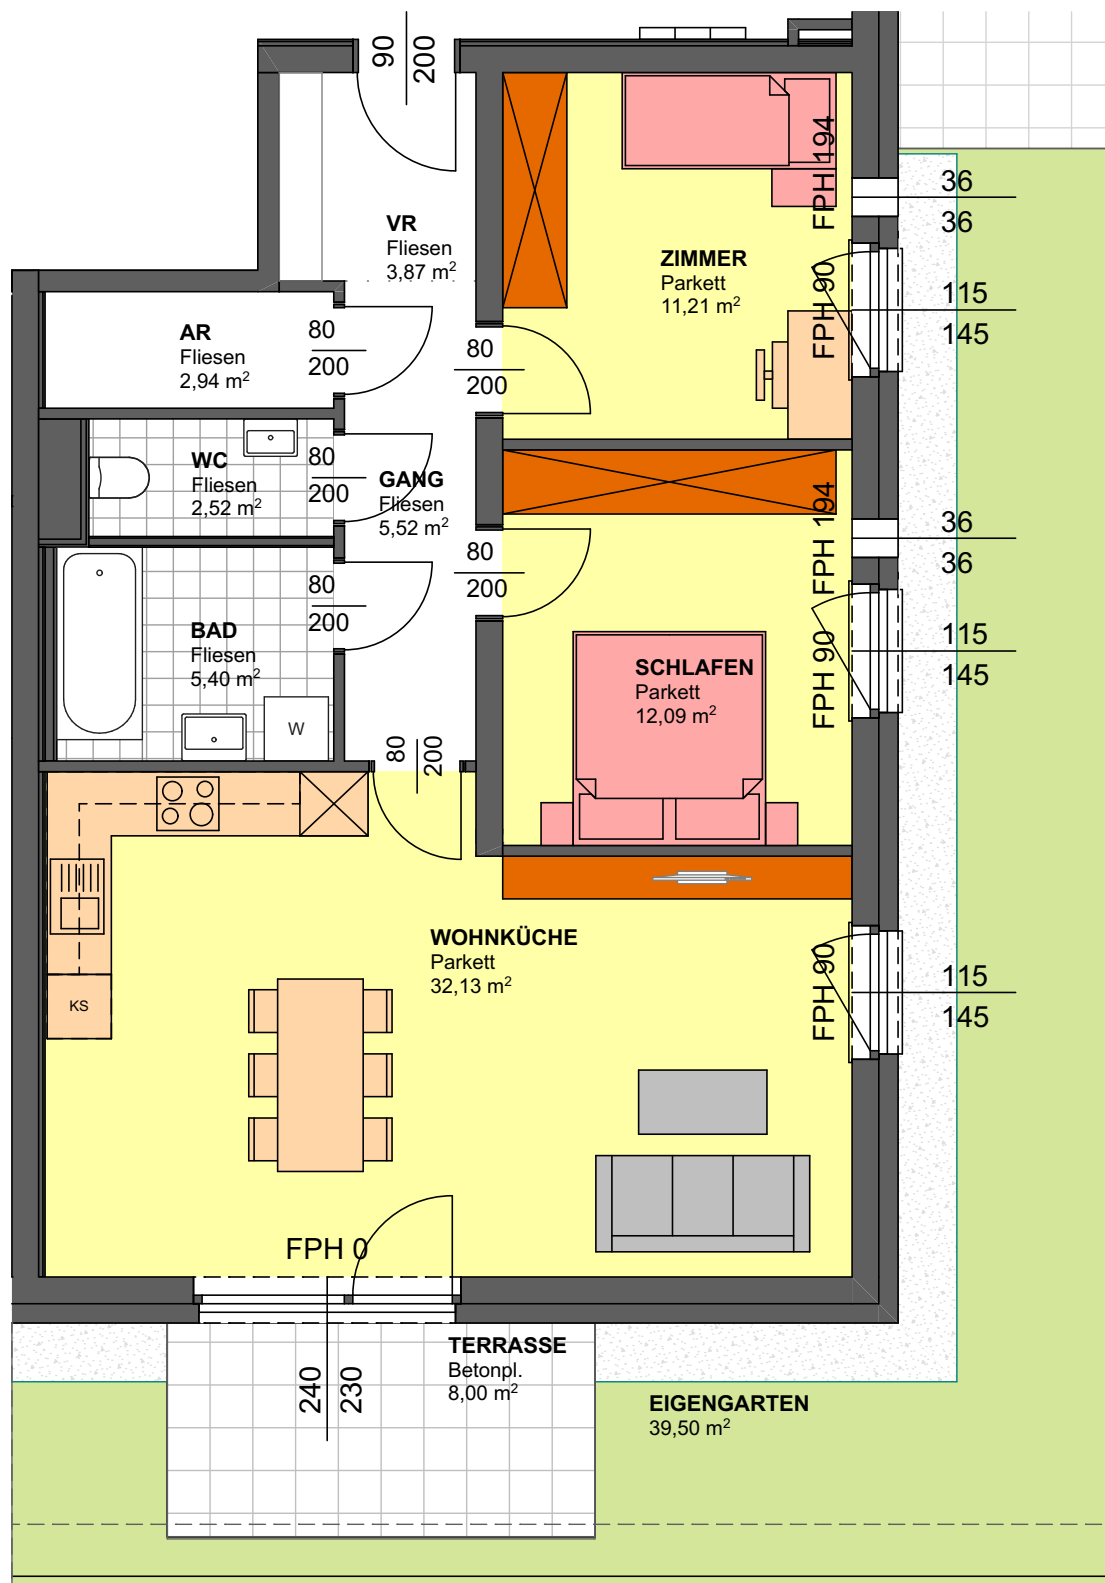 90
200
VR
Fliesen
3,87 m²
ZIMMER
Parkett
11,21 m²
FPH 194
36
36
FPH 90
115
145
AR
Fliesen
2,94 m²
80
200
80
200
WC
Fliesen
2,52 m²
80
200
GANG
Fliesen
5,52 m²
FPH 194
36
36
80
200
BAD
Fliesen
5,40 m²
80
200
SCHLAFEN
Parkett
12,09 m²
FPH 90
115
145
W
80
200
WOHNKÜCHE
Parkett
32,13 m²
KS
FPH 90
115
145
FPH 0
240
230
TERRASSE
Betonpl.
8,00 m²
EIGENGARTEN
39,50 m²